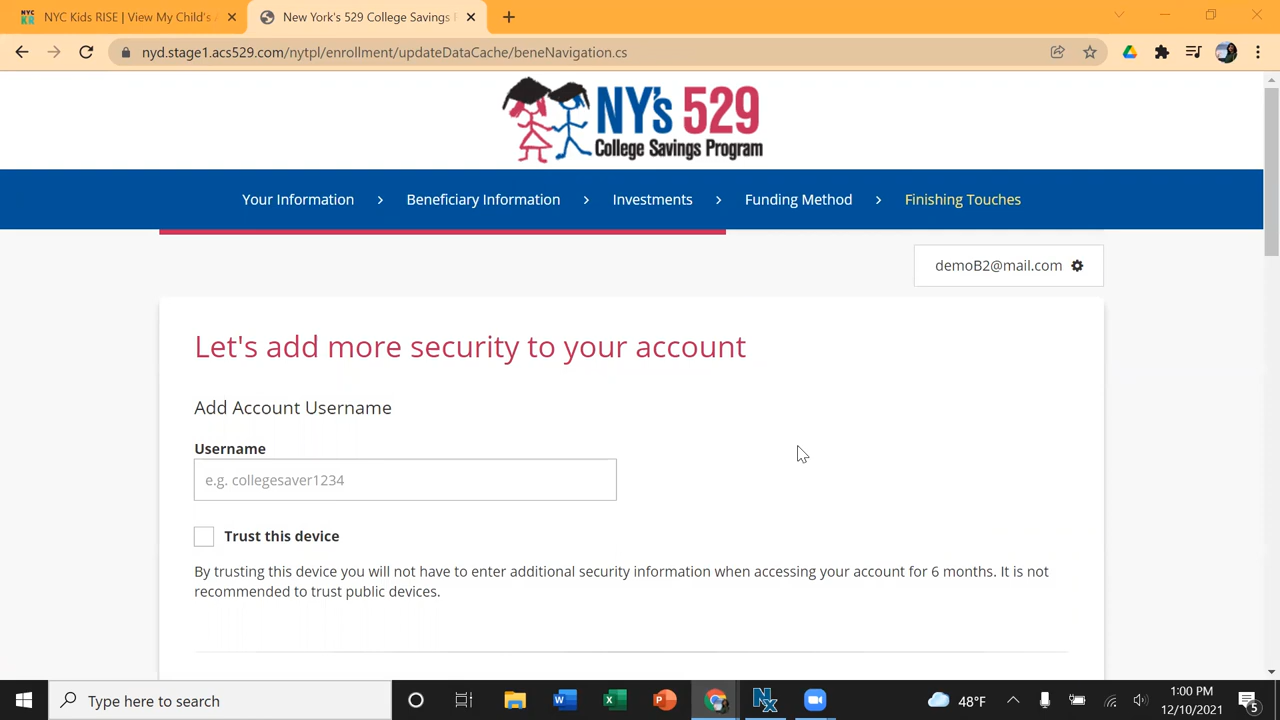 NYC Kids RISE | View My Child's
New York's 529 College Savings
nyd.stage1.acs529.com/nytpl/enrollment/updateDataCache/beneNavigation.cs
NY's 529
College Savings Program
Your Information > Beneficiary Information > Investments > Funding Method > Finishing Touches
demoB2@mail.com
Let's add more security to your account
Add Account Username
Username
e.g. collegesaver1234
Trust this device
By trusting this device you will not have to enter additional security information when accessing your account for 6 months. It is not
recommended to trust public devices.
Type here to search
48°F
1:00 PM
12/10/2021
5